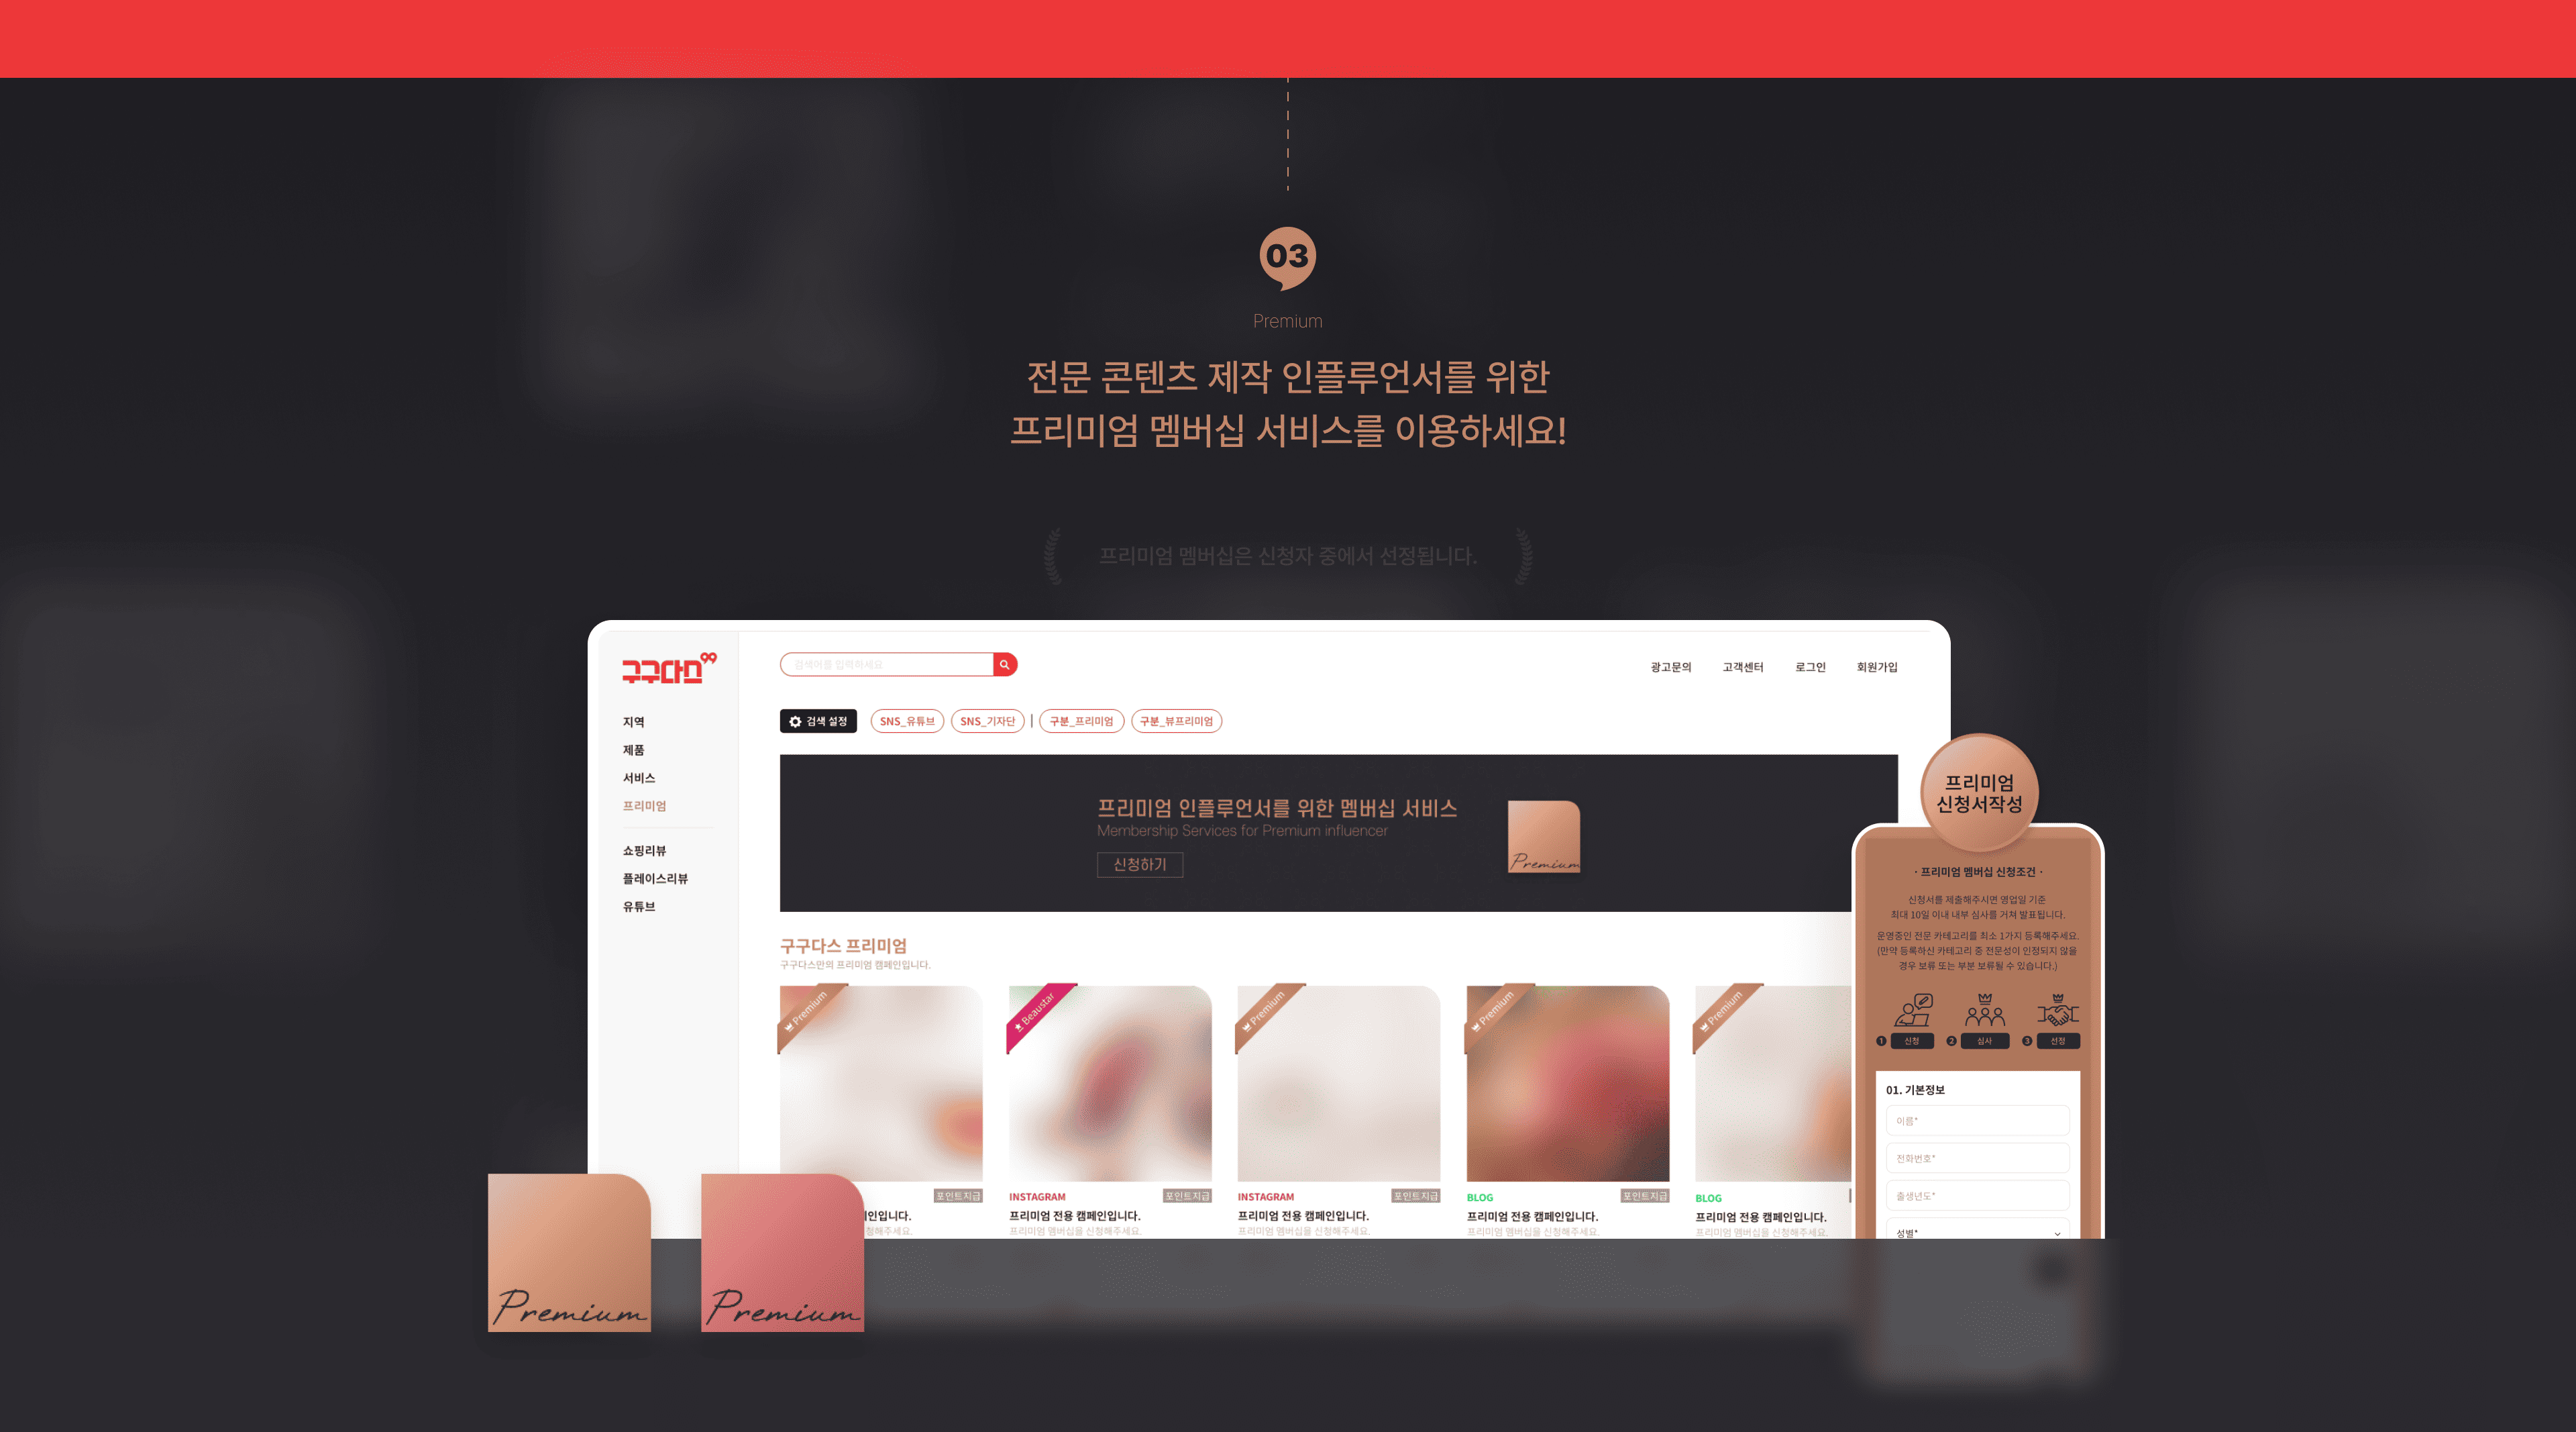 03
Premium
전문 콘텐츠 제작 인플루언서를 위한
프리미엄 멤버십 서비스를 이용하세요!
프리미엄 멤버십은 신청자 중에서 선정됩니다.
구구다스 99
검색어를 입력하세요
광고문의 고객센터 로그인 회원가입
검색 설정 SNS_유튜브 SNS_기자단 | 구분_프리미엄 구분_뷰프리미엄
지역
제품
서비스
프리미엄
쇼핑리뷰
플레이스리뷰
유튜브
프리미엄 인플루언서를 위한 멤버십 서비스
Membership Services for Premium influencer
신청하기
Premium
구구다스 프리미엄
구구다스만의 프리미엄 캠페인입니다.
Premium
Beaustar
Premium
Premium
Premium
포인트지급
인입니다.
청해주세요.
INSTAGRAM 포인트지급
프리미엄 전용 캠페인입니다.
프리미엄 멤버십을 신청해주세요.
INSTAGRAM 포인트지급
프리미엄 전용 캠페인입니다.
프리미엄 멤버십을 신청해주세요.
BLOG 포인트지급
프리미엄 전용 캠페인입니다.
프리미엄 멤버십을 신청해주세요.
BLOG
프리미엄 전용 캠페인입니다.
프리미엄 멤버십을 신청해주세요.
프리미엄
신청서작성
· 프리미엄 멤버십 신청조건 ·
신청서를 제출해주시면 영업일 기준
최대 10일 이내 내부 심사를 거쳐 발표됩니다.
운영중인 전문 카테고리를 최소 1가지 등록해주세요.
(만약 등록하신 카테고리 중 전문성이 인정되지 않을
경우 보류 또는 부분 보류될 수 있습니다.)
1 신청 2 심사 3 선정
01. 기본정보
이름*
전화번호*
출생년도*
성별*
Premium
Premium